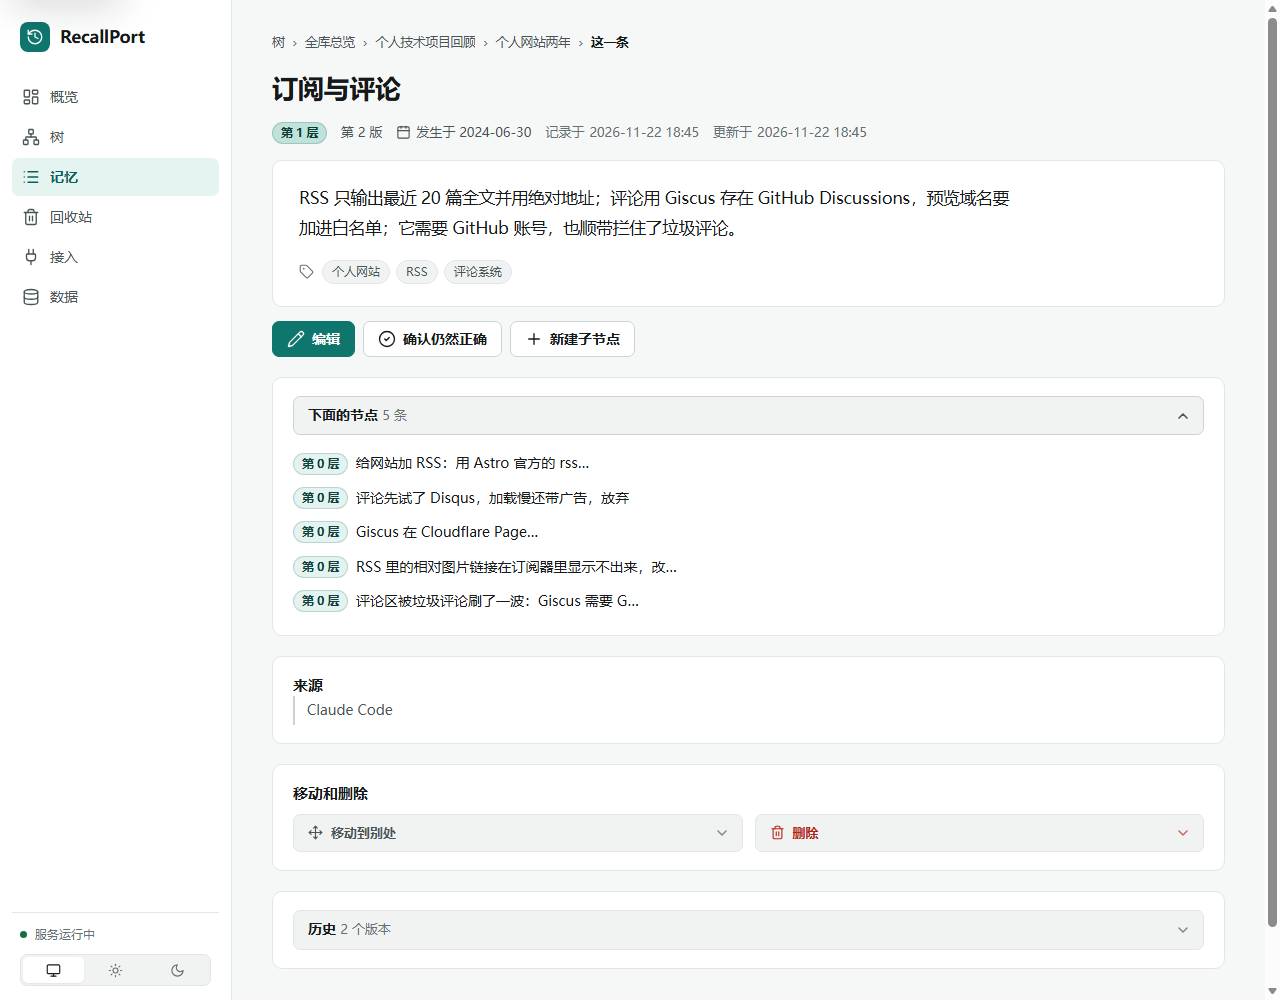 RecallPort
概览
树
记忆
回收站
接入
数据
服务运行中
树 › 全库总览 › 个人技术项目回顾 › 个人网站两年 › 这一条
订阅与评论
第 1 层 第 2 版 发生于 2024-06-30 记录于 2026-11-22 18:45 更新于 2026-11-22 18:45
RSS 只输出最近 20 篇全文并用绝对地址；评论用 Giscus 存在 GitHub Discussions，预览域名要
加进白名单；它需要 GitHub 账号，也顺带拦住了垃圾评论。
个人网站 RSS 评论系统
编辑 确认仍然正确 新建子节点
下面的节点 5 条
第 0 层 给网站加 RSS：用 Astro 官方的 rss...
第 0 层 评论先试了 Disqus，加载慢还带广告，放弃
第 0 层 Giscus 在 Cloudflare Page...
第 0 层 RSS 里的相对图片链接在订阅器里显示不出来，改...
第 0 层 评论区被垃圾评论刷了一波：Giscus 需要 G...
来源
Claude Code
移动和删除
移动到别处 删除
历史 2 个版本